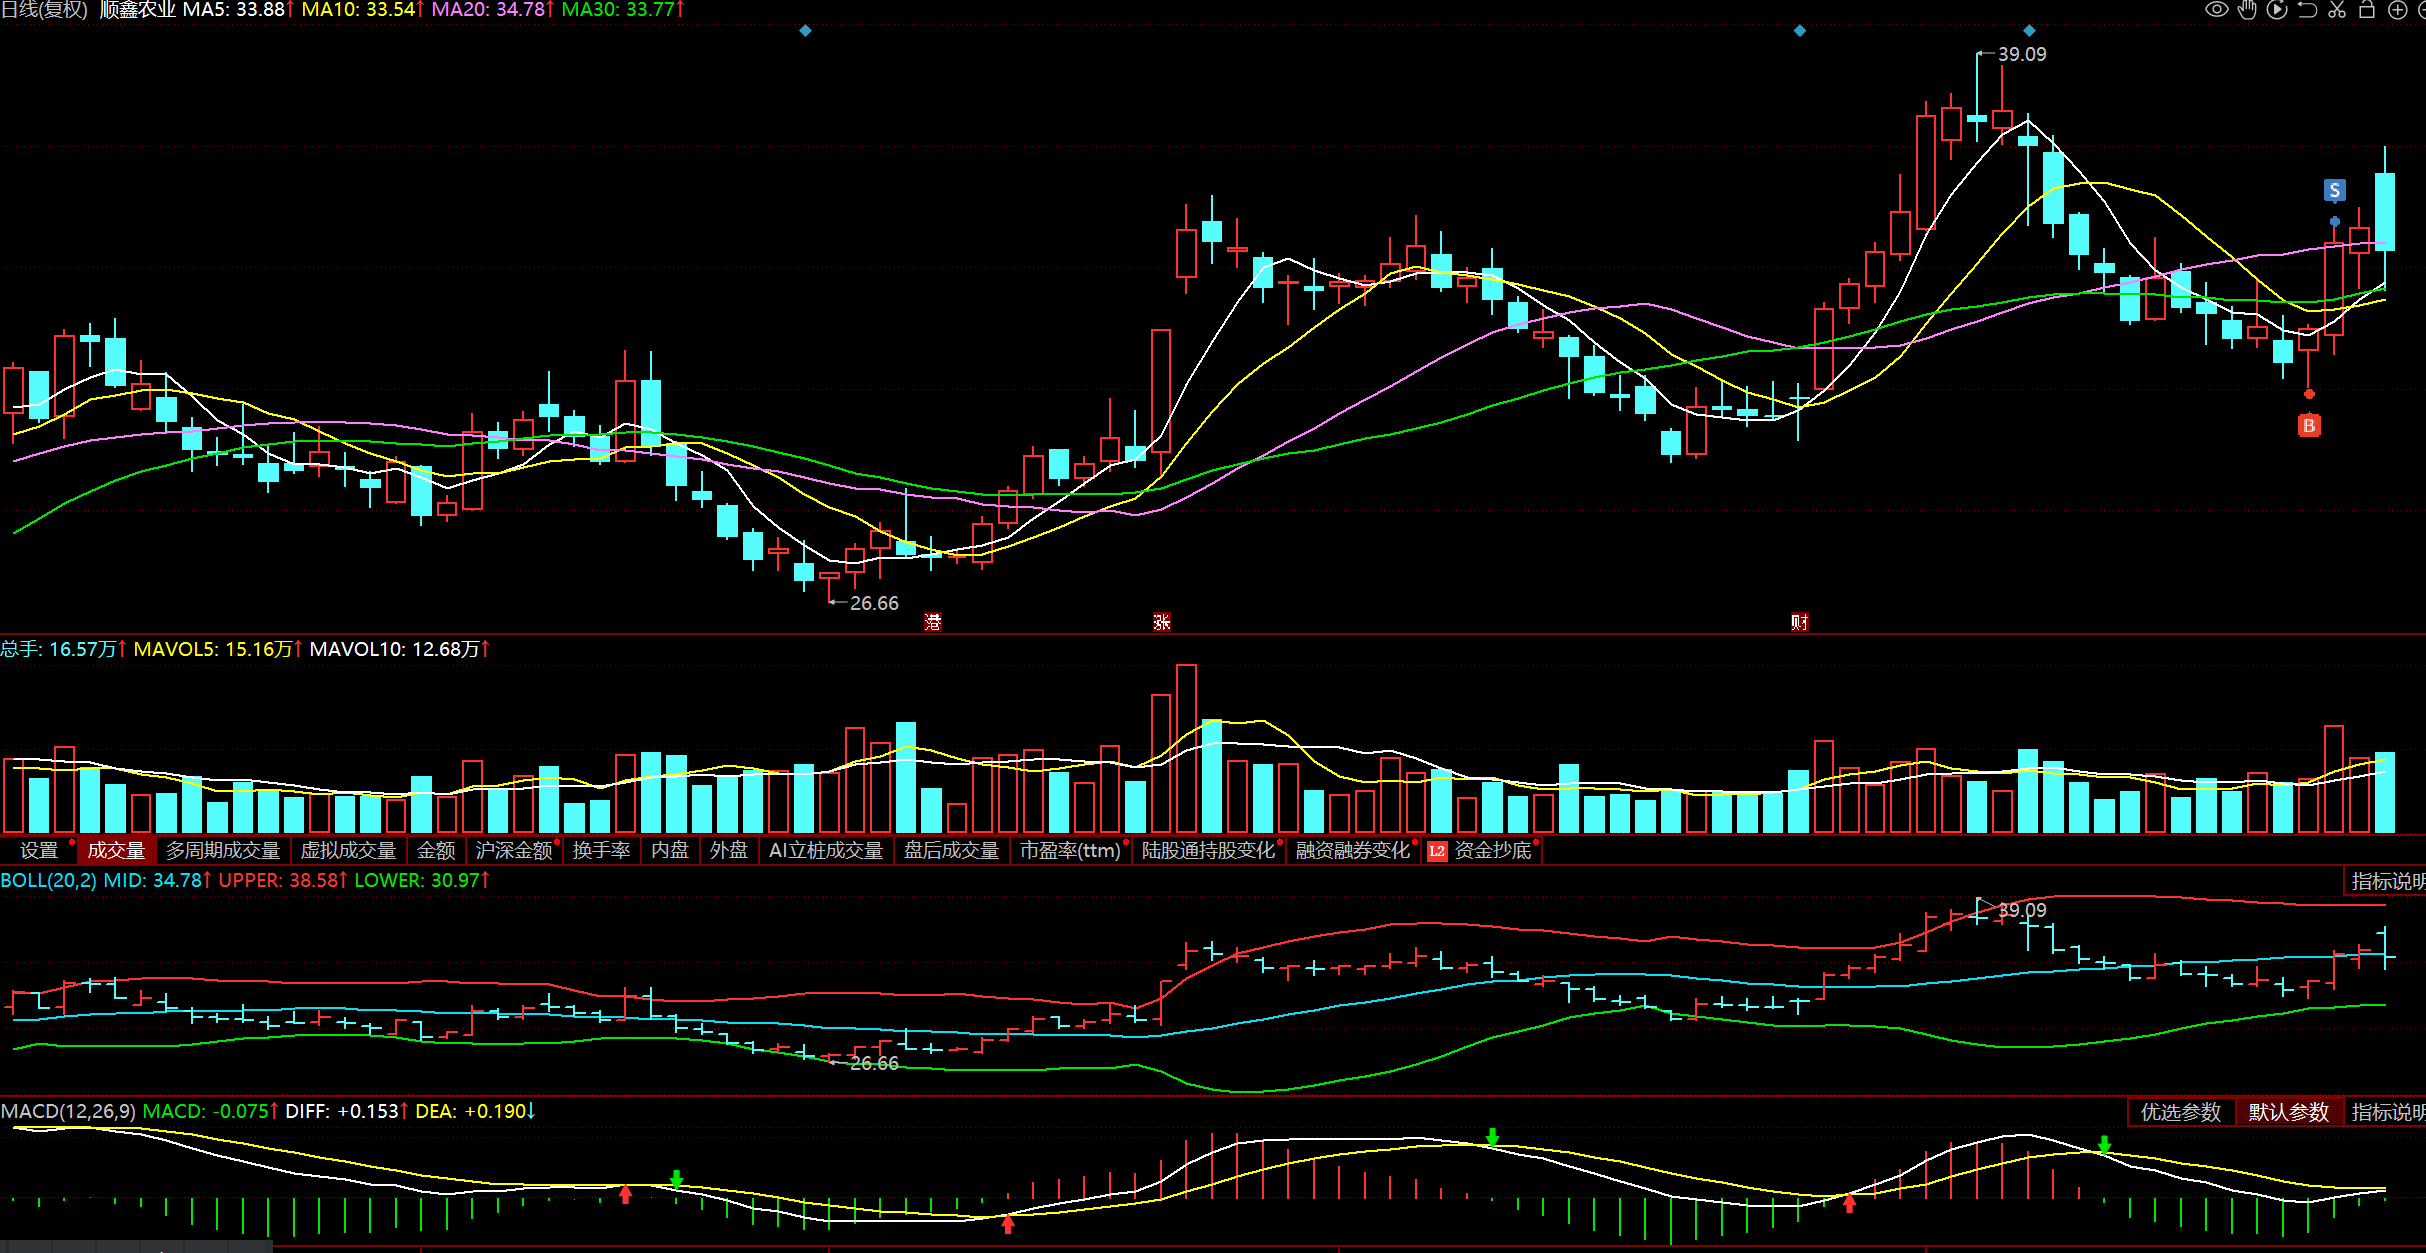 日线(复权) 顺鑫农业 MA5: 33.88↑ MA10: 33.54↑ MA20: 34.78↑ MA30: 33.77↑
39.09
S
B
26.66
港 涨 财
总手: 16.57万↑ MAVOL5: 15.16万↑ MAVOL10: 12.68万↑
设置 成交量 多周期成交量 虚拟成交量 金额 沪深金额 换手率 内盘 外盘 AI立桩成交量 盘后成交量 市盈率(ttm) 陆股通持股变化 融资融券变化 L2 资金抄底
BOLL(20,2) MID: 34.78↑ UPPER: 38.58↑ LOWER: 30.97↑ 指标说明
39.09
26.66
MACD(12,26,9) MACD: -0.075↑ DIFF: +0.153↑ DEA: +0.190↓ 优选参数 默认参数 指标说明